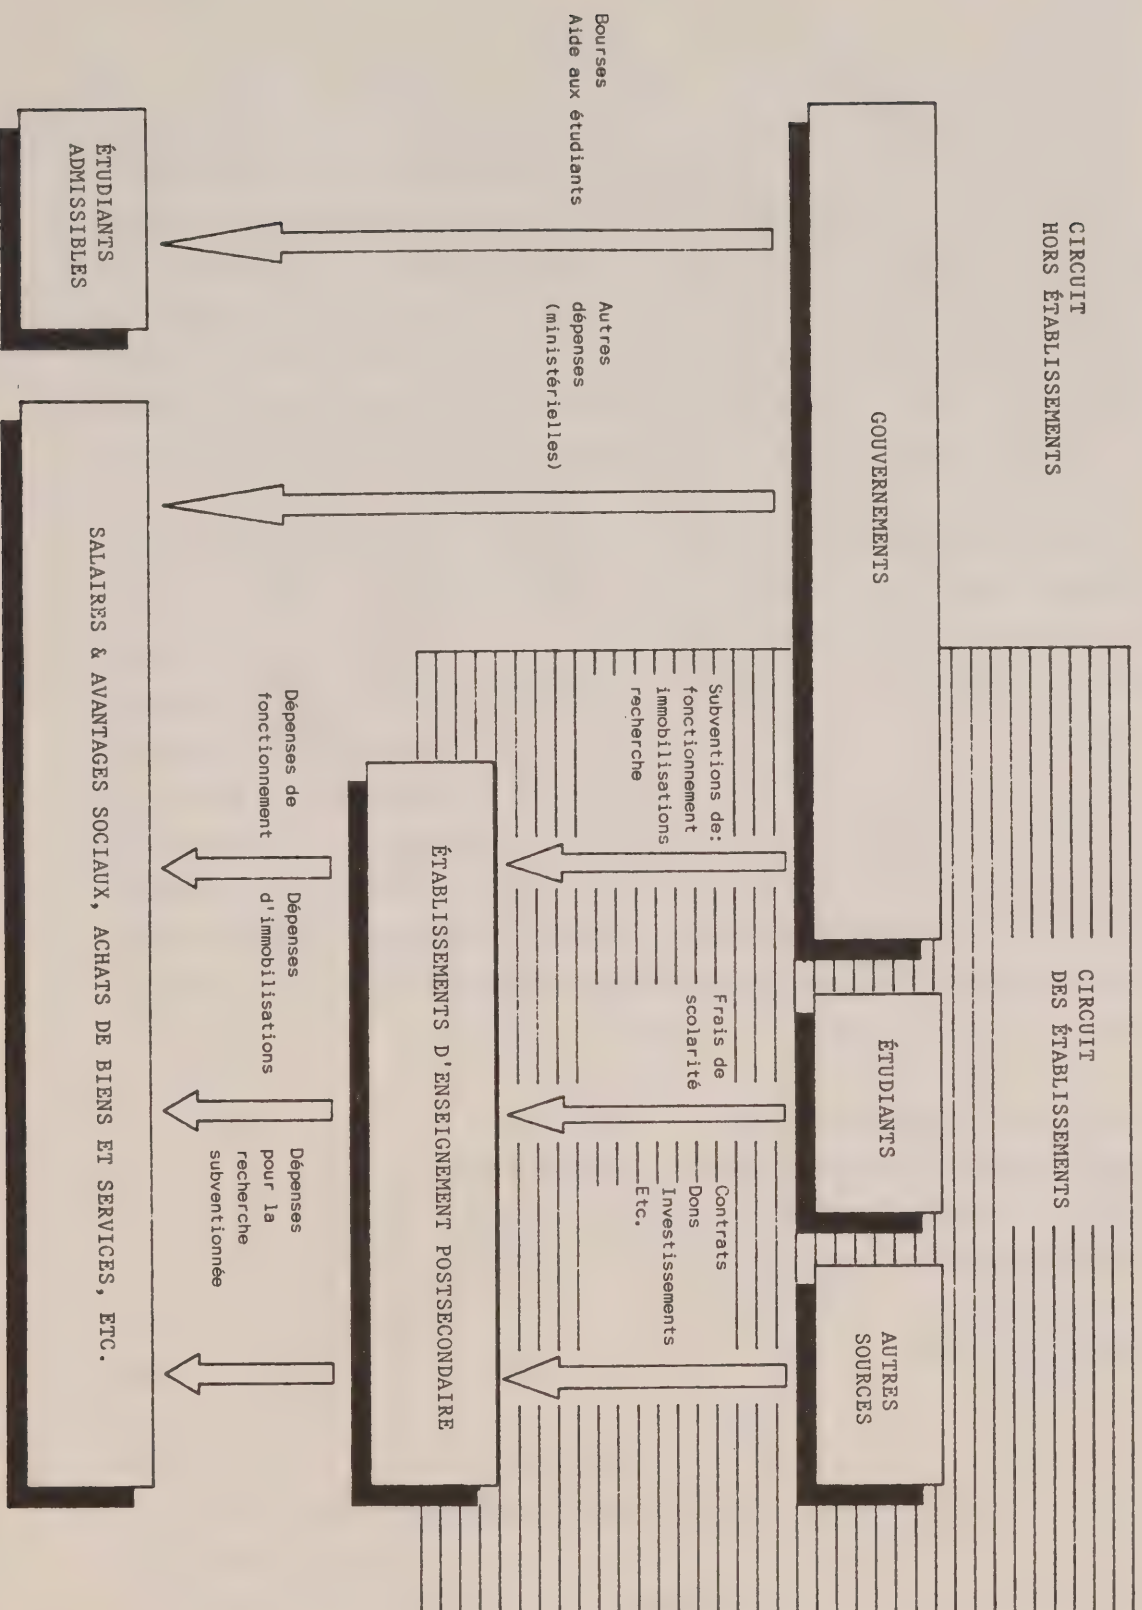 CIRCUIT
HORS ÉTABLISSEMENTS
CIRCUIT
DES ÉTABLISSEMENTS
GOUVERNEMENTS
ÉTUDIANTS
AUTRES
SOURCES
Bourses
Aide aux étudiants
Autres
dépenses
(ministérielles)
Subventions de:
fonctionnement
immobilisations
recherche
Frais de
scolarité
Contrats
Dons
Investissements
Etc.
ÉTABLISSEMENTS D'ENSEIGNEMENT POSTSECONDAIRE
Dépenses de
fonctionnement
Dépenses
d'immobilisations
Dépenses
pour la
recherche
subventionnée
ÉTUDIANTS
ADMISSIBLES
SALAIRES & AVANTAGES SOCIAUX, ACHATS DE BIENS ET SERVICES, ETC.